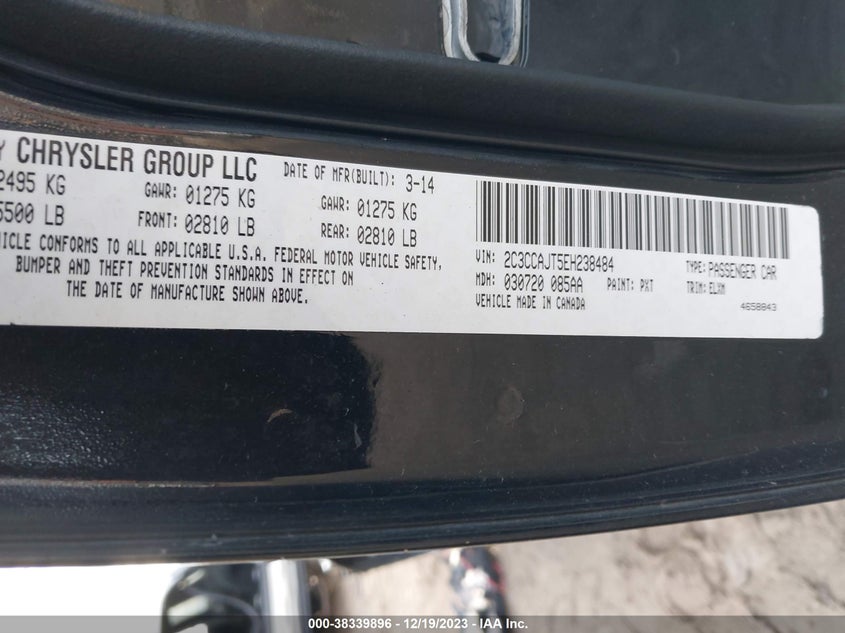 CHRYSLER GROUP LLC DATE OF MFR(BUILT): 3-14
2495 KG GAWR: 01275 KG GAWR: 01275 KG
5500 LB FRONT: 02810 LB REAR: 02810 LB
VEHICLE CONFORMS TO ALL APPLICABLE U.S.A. FEDERAL MOTOR VEHICLE SAFETY,
BUMPER AND THEFT PREVENTION STANDARDS IN EFFECT ON
THE DATE OF MANUFACTURE SHOWN ABOVE.
VIN: 2C3CCAJT5EH238484 TYPE: PASSENGER CAR
MDH: 030720 085AA PAINT: PXT TRIM: ELXM
VEHICLE MADE IN CANADA 4658843
000-38339896 - 12/19/2023 - IAA Inc.